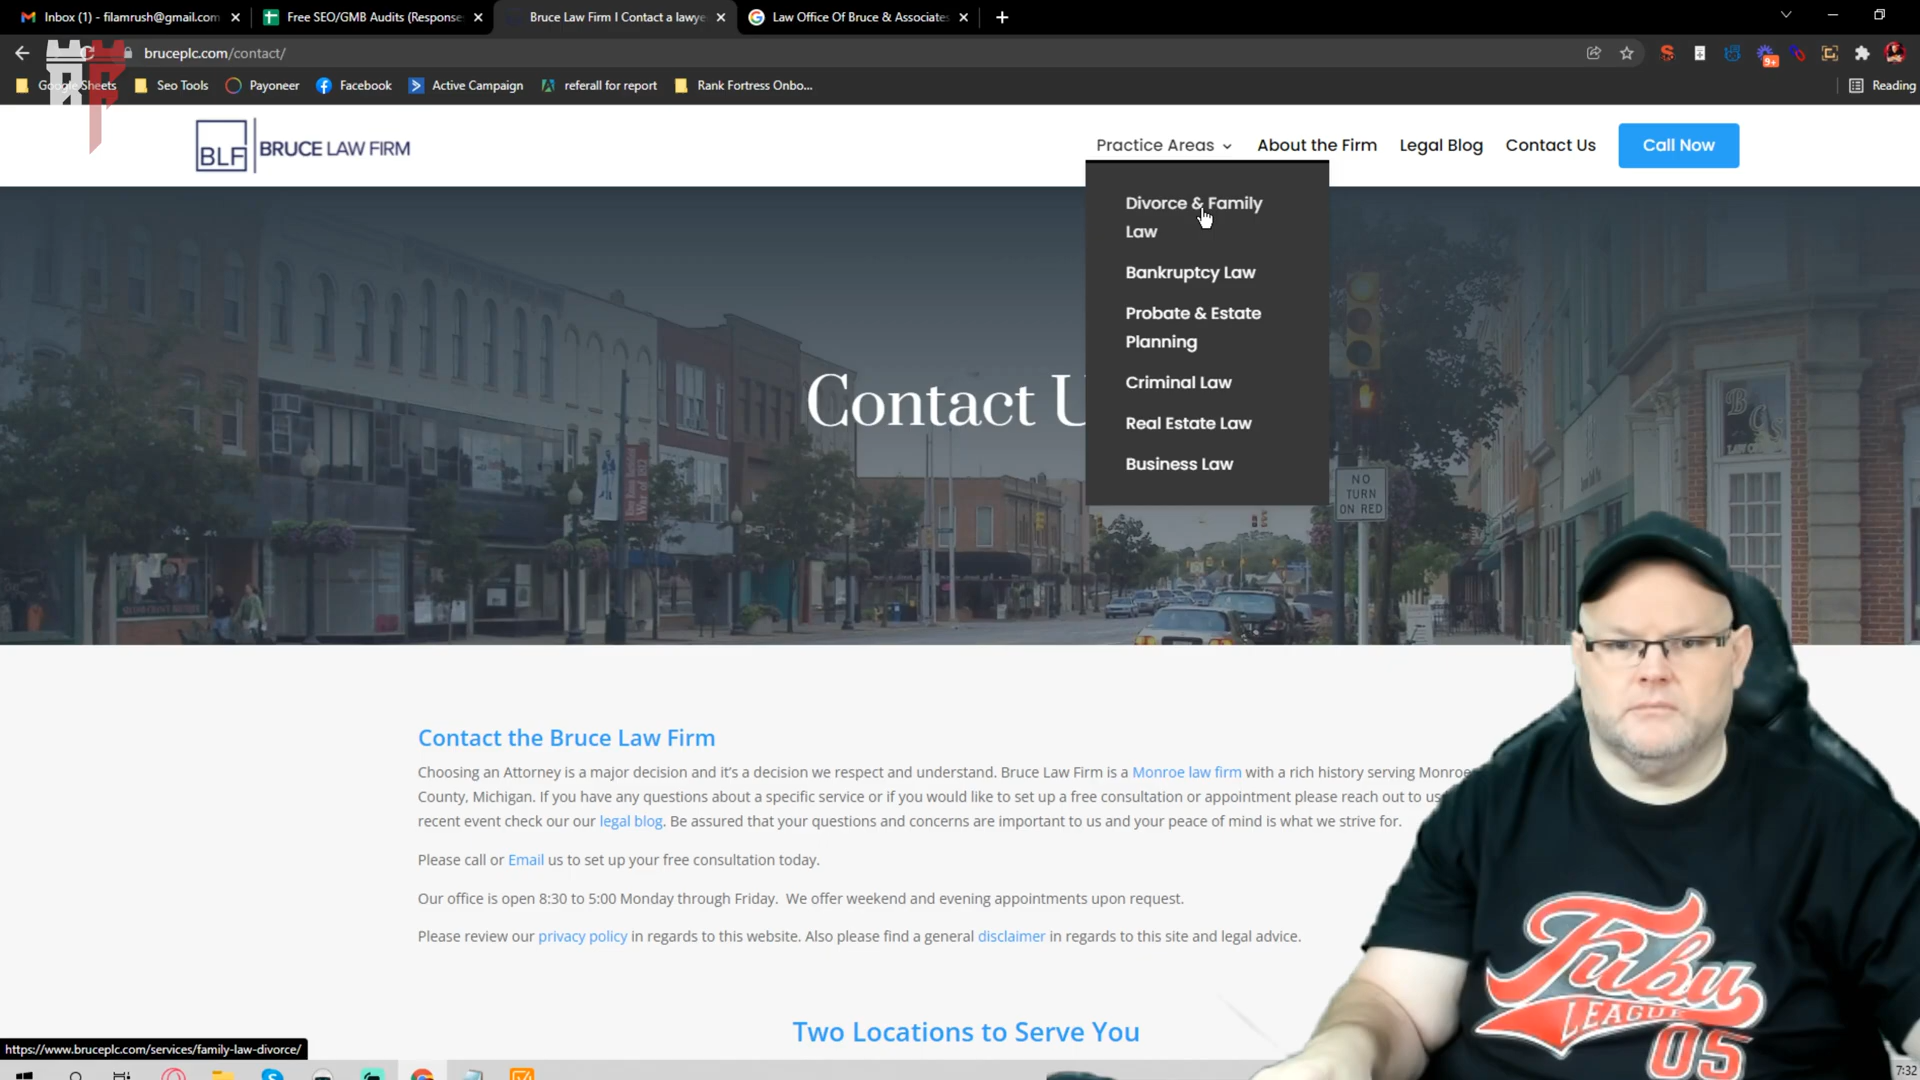 Inbox (1) - filamrush@gmail.com
Free SEO/GMB Audits (Response
Bruce Law Firm I Contact a lawye
Law Office Of Bruce & Associates
bruceplc.com/contact/
9+
Google Sheets
Seo Tools
Payoneer
Facebook
Active Campaign
referall for report
Rank Fortress Onbo...
Reading
BLF BRUCE LAW FIRM
Practice Areas
About the Firm
Legal Blog
Contact Us
Call Now
Divorce & Family
Law
Bankruptcy Law
Probate & Estate
Planning
Criminal Law
Real Estate Law
Business Law
Contact U
NO
TURN
ON RED
Contact the Bruce Law Firm
Choosing an Attorney is a major decision and it's a decision we respect and understand. Bruce Law Firm is a Monroe law firm with a rich history serving Monroe
County, Michigan. If you have any questions about a specific service or if you would like to set up a free consultation or appointment please reach out to us
recent event check our our legal blog. Be assured that your questions and concerns are important to us and your peace of mind is what we strive for.
Please call or Email us to set up your free consultation today.
Our office is open 8:30 to 5:00 Monday through Friday. We offer weekend and evening appointments upon request.
Please review our privacy policy in regards to this website. Also please find a general disclaimer in regards to this site and legal advice.
Two Locations to Serve You
https://www.bruceplc.com/services/family-law-divorce/
7:32
Fubu
LEAGUE
05